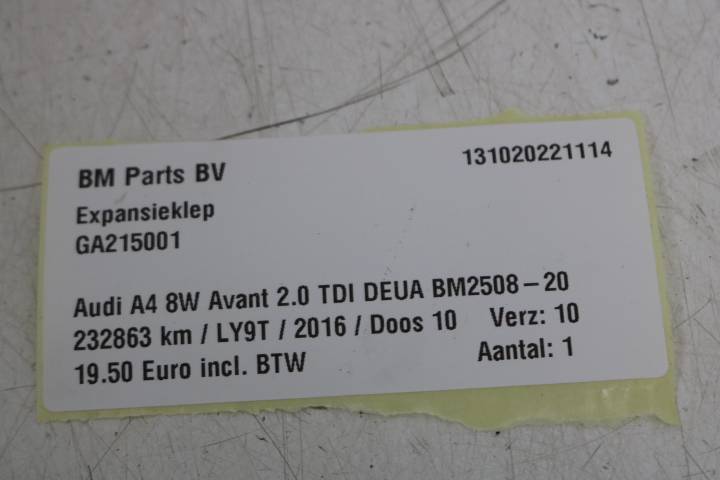 BM Parts BV 131020221114
Expansieklep
GA215001
Audi A4 8W Avant 2.0 TDI DEUA BM2508-20
232863 km / LY9T / 2016 / Doos 10 Verz: 10
19.50 Euro incl. BTW Aantal: 1